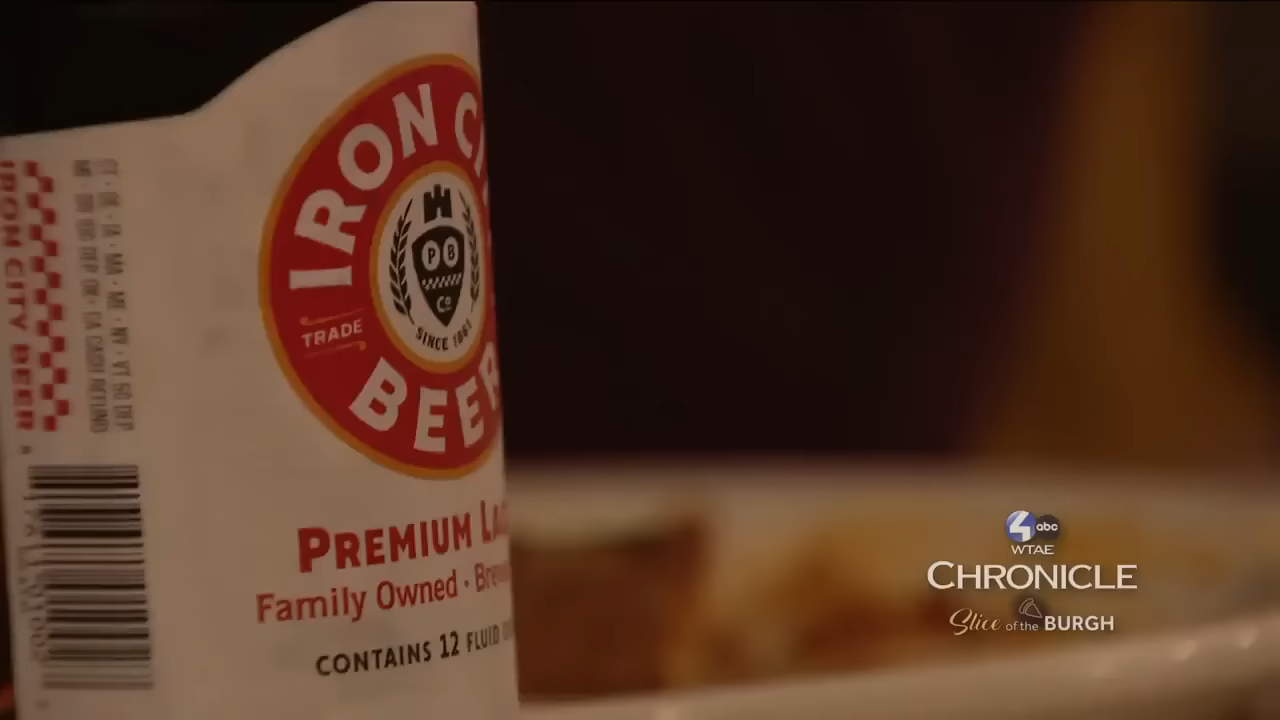 IRON CI
P B
Co
SINCE 1861
TRADE
BEER
PREMIUM LA
Family Owned · Brew
CONTAINS 12 FLUID O
IRON CITY BEER
4 abc
WTAE
CHRONICLE
Slice of the BURGH